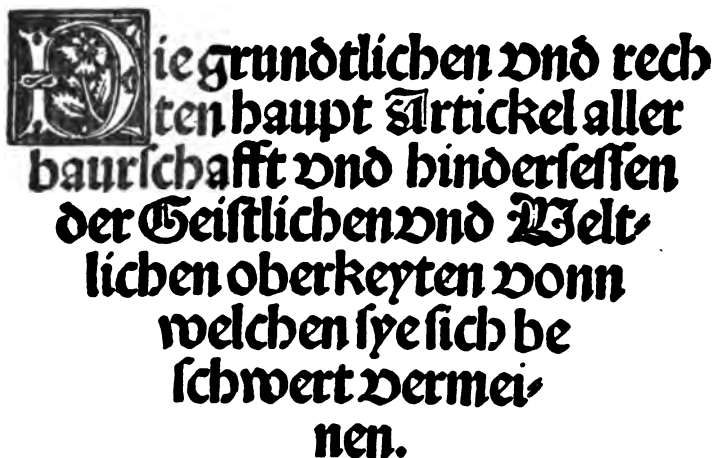 Die grundtlichen vnd rech
ten haupt Artickel aller
baurſchafft vnd hinderſeſſen
der Geiſtlichen vnd Welt⸗
lichen oberkeyten vonn
welchen ſye ſich be
ſchwert vermei⸗
nen.